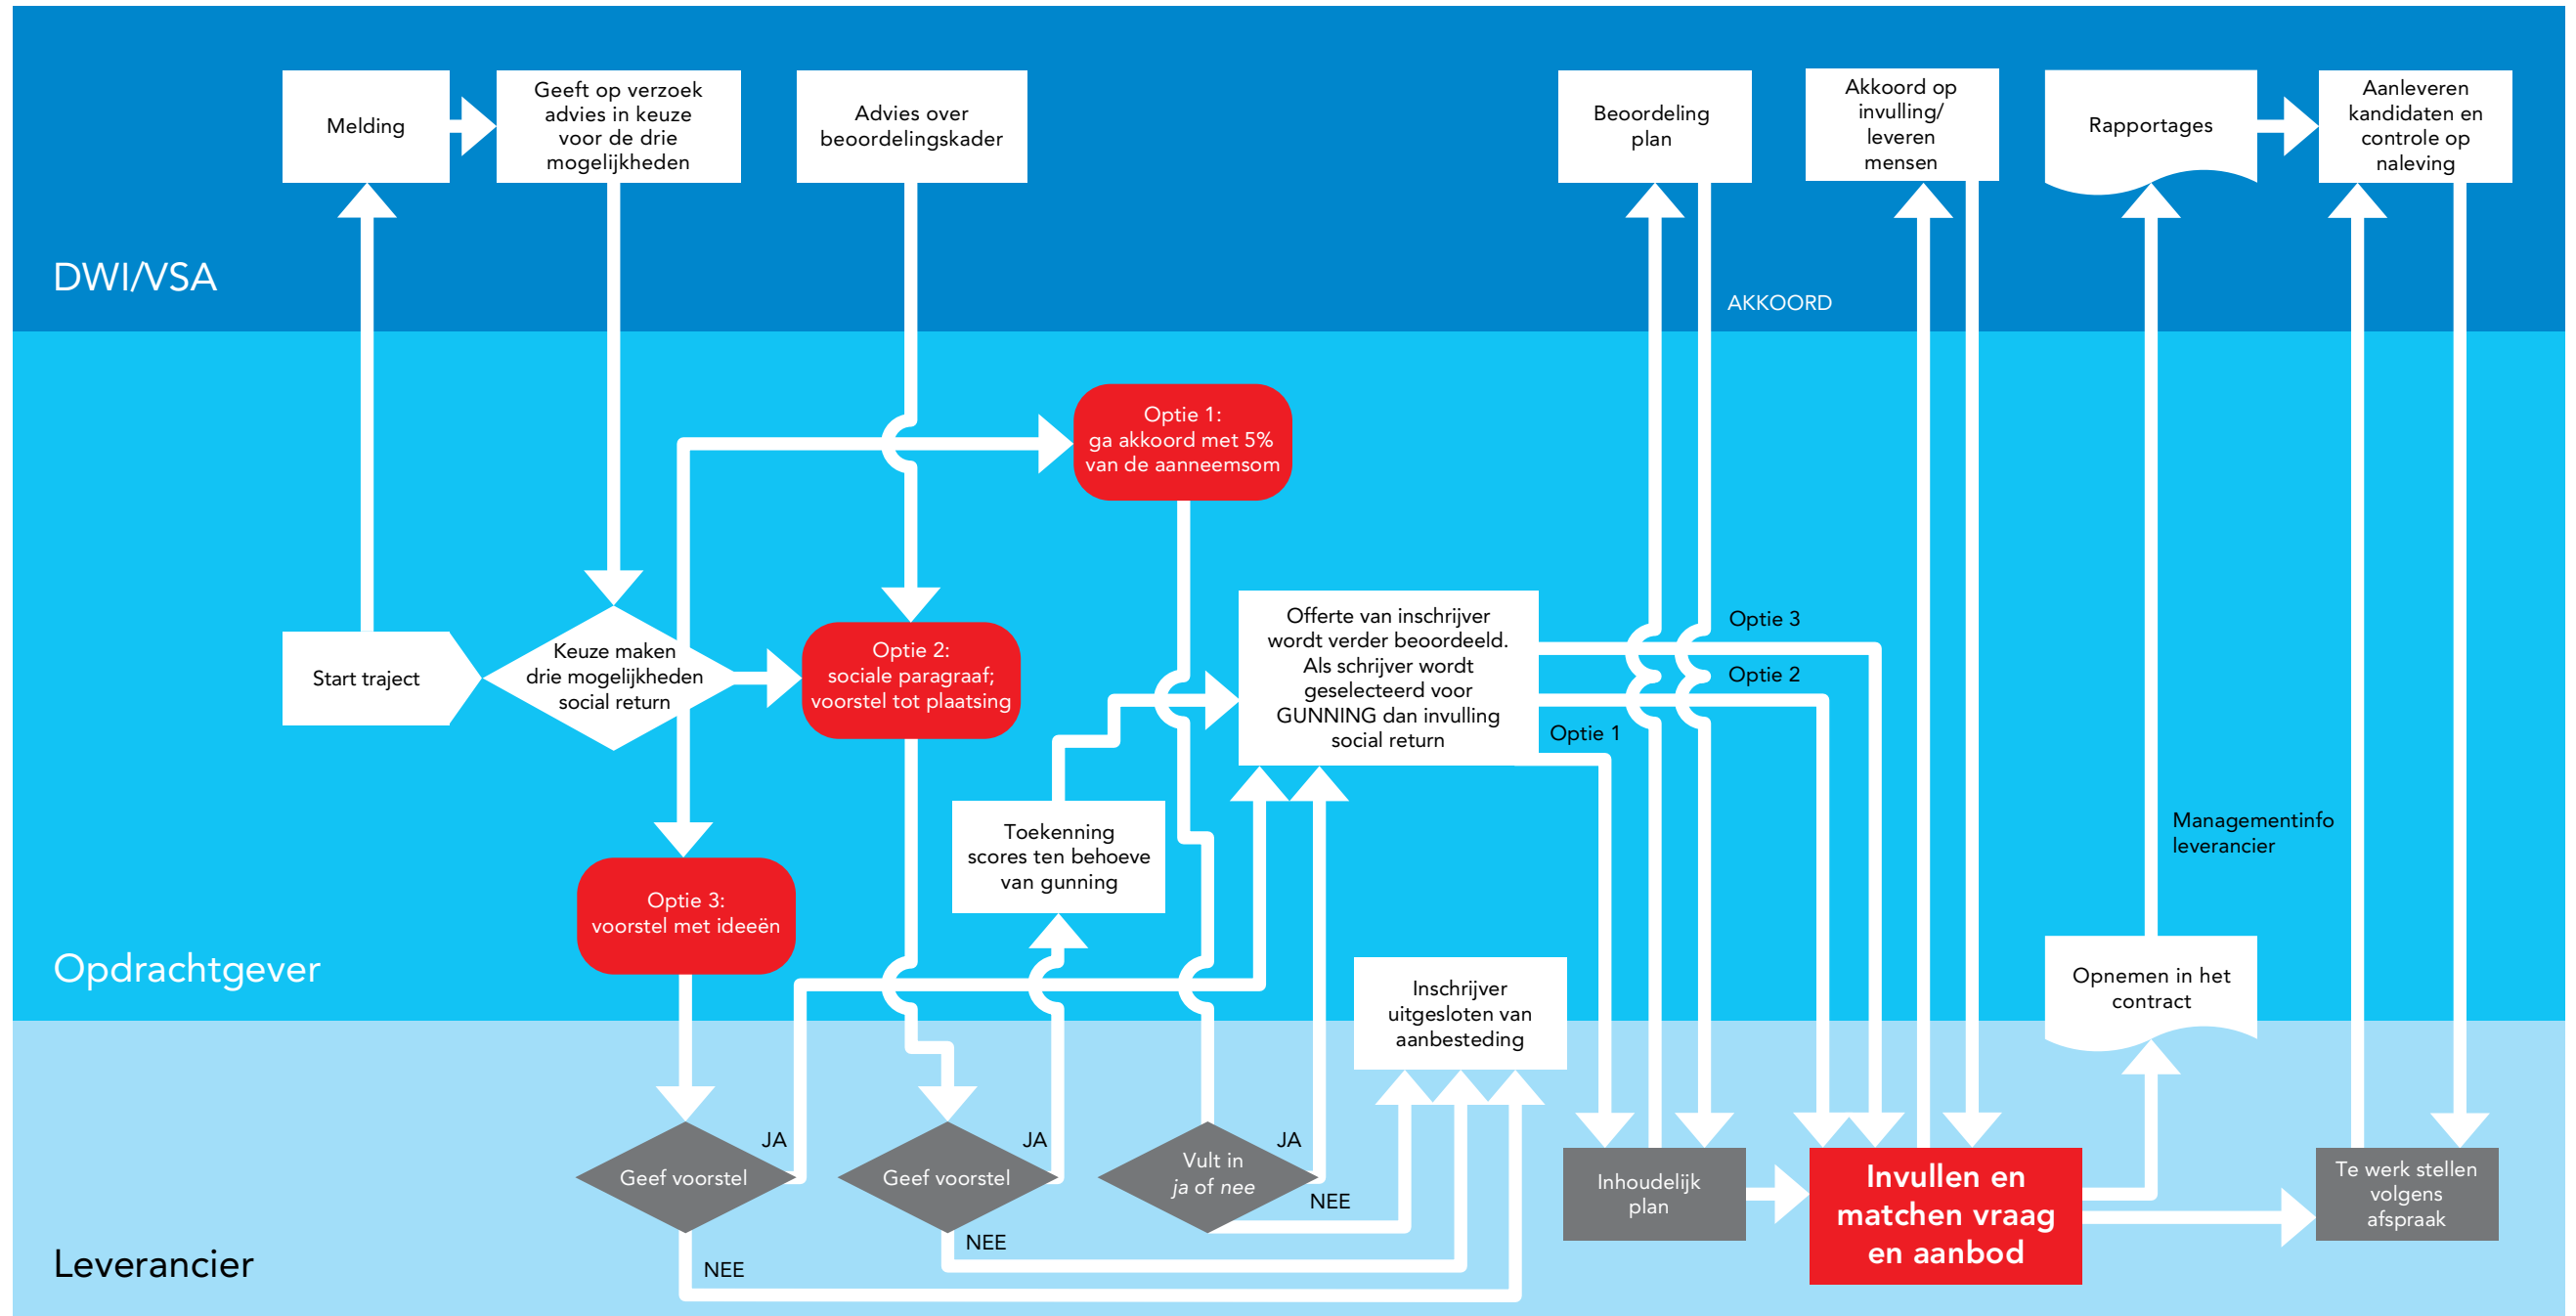 Melding
Geeft op verzoek
advies in keuze
voor de drie
mogelijkheden
Advies over
beoordelingskader
Beoordeling
plan
Akkoord op
invulling/
leveren
mensen
Rapportages
Aanleveren
kandidaten en
controle op
naleving
DWI/VSA
AKKOORD
Optie 1:
ga akkoord met 5%
van de aanneemsom
Start traject
Keuze maken
drie mogelijkheden
social return
Optie 2:
sociale paragraaf;
voorstel tot plaatsing
Offerte van inschrijver
wordt verder beoordeeld.
Als schrijver wordt
geselecteerd voor
GUNNING dan invulling
social return
Optie 3
Optie 2
Optie 1
Toekenning
scores ten behoeve
van gunning
Managementinfo
leverancier
Optie 3:
voorstel met ideeën
Opdrachtgever
Inschrijver
uitgesloten van
aanbesteding
Opnemen in het
contract
JA
Geef voorstel
NEE
JA
Geef voorstel
NEE
JA
Vult in
ja of nee
NEE
Inhoudelijk
plan
Invullen en
matchen vraag
en aanbod
Te werk stellen
volgens
afspraak
Leverancier